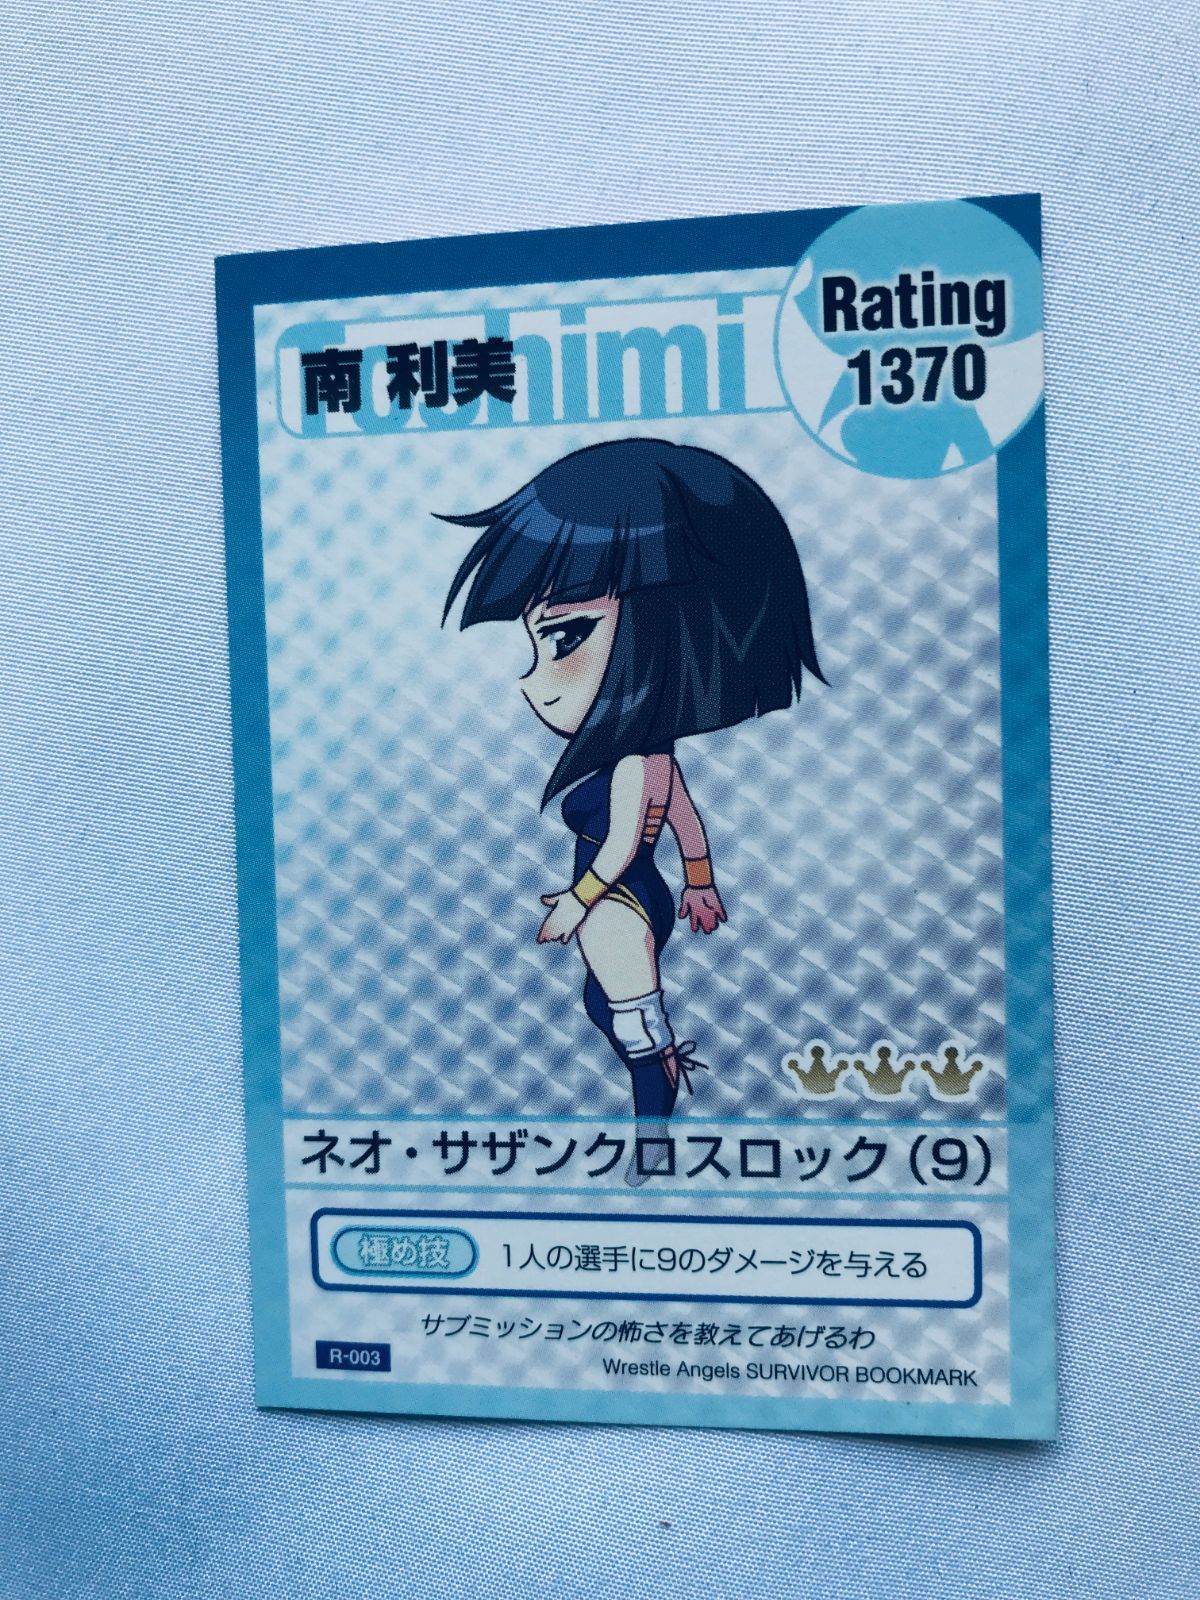 Toshimi
南 利美
Rating
1370
ネオ・サザンクロスロック(9)
極め技 1人の選手に9のダメージを与える
サブミッションの怖さを教えてあげるわ
R-003
Wrestle Angels SURVIVOR BOOKMARK